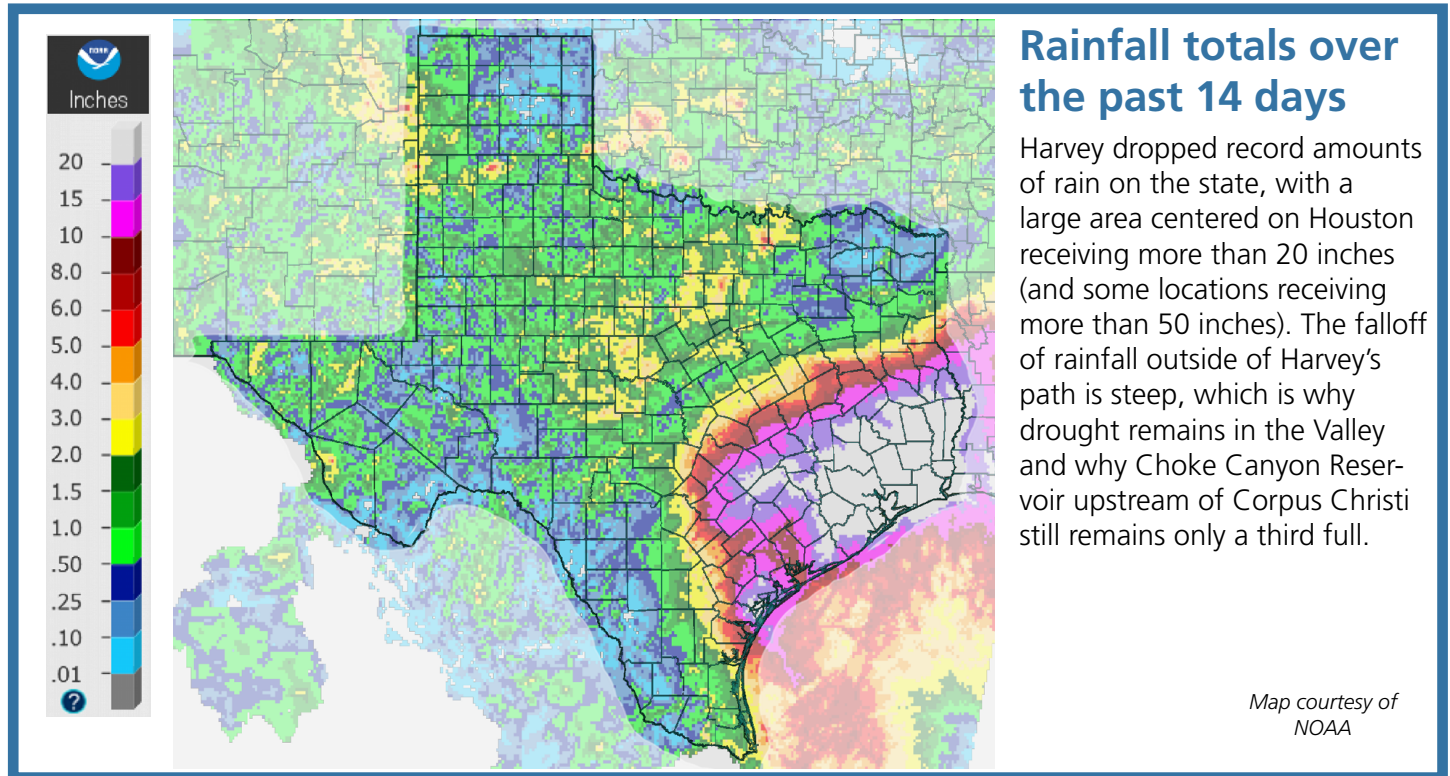 NOAA
Inches
20
15
10
8.0
6.0
5.0
4.0
3.0
2.0
1.5
1.0
.50
.25
.10
.01
?
Rainfall totals over
the past 14 days
Harvey dropped record amounts
of rain on the state, with a
large area centered on Houston
receiving more than 20 inches
(and some locations receiving
more than 50 inches). The falloff
of rainfall outside of Harvey’s
path is steep, which is why
drought remains in the Valley
and why Choke Canyon Reser-
voir upstream of Corpus Christi
still remains only a third full.
Map courtesy of
NOAA